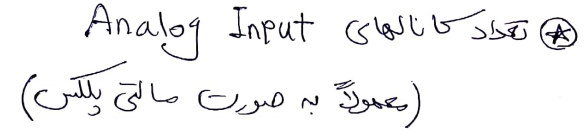 ⍟ تعداد کانالهای Analog Input
(معمولاً به صورت مالتی پلکس)